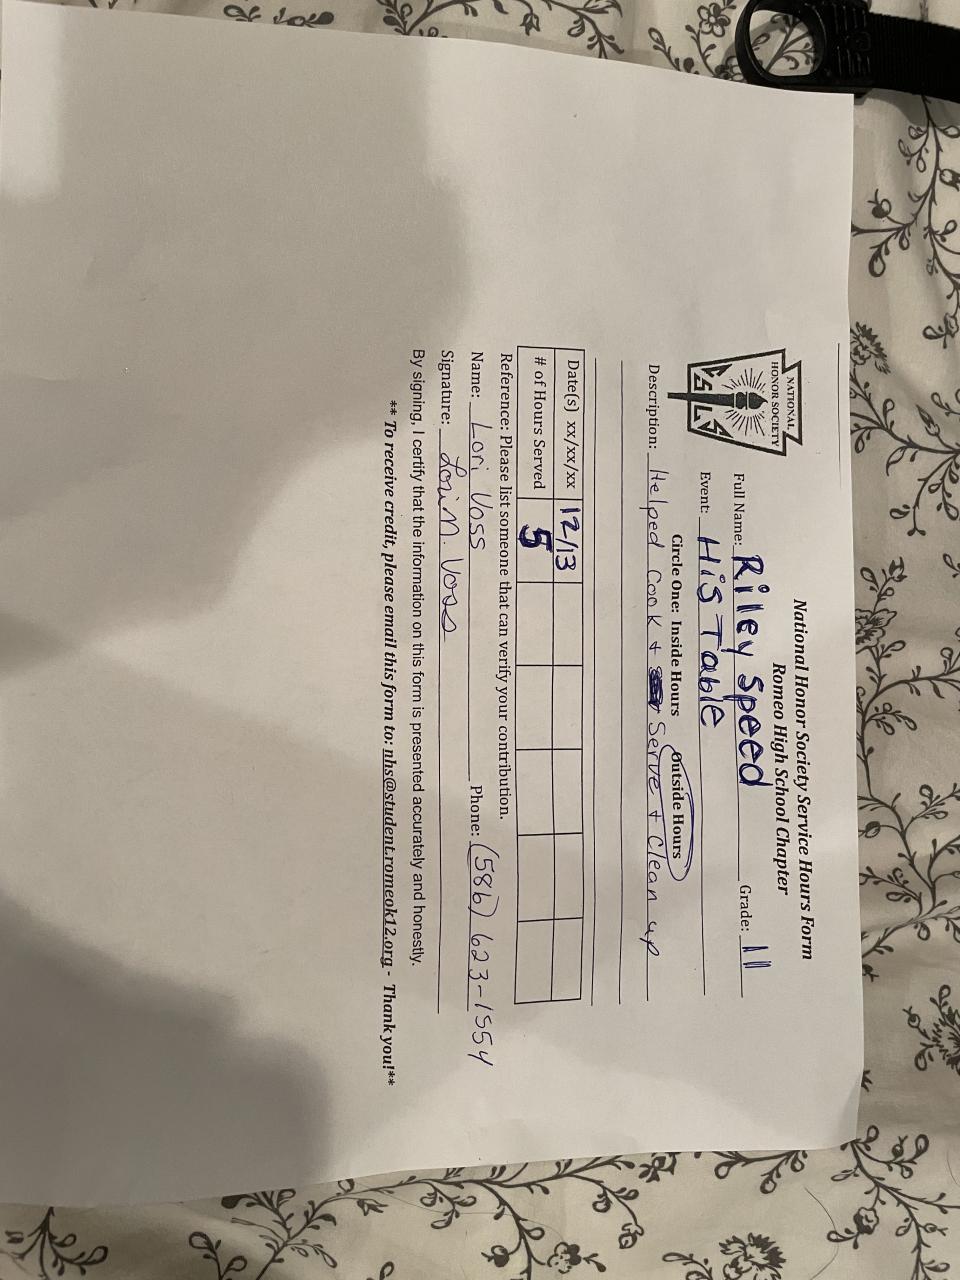 National Honor Society Service Hours Form
Romeo High School Chapter
NATIONAL
HONOR SOCIETY
C S L S
Full Name: Riley Speed Grade: 11
Event: His Table
Circle One: Inside Hours Outside Hours
Description: Helped Cook + Serve + Clean up
Date(s) xx/xx/xx 12/13
# of Hours Served 5
Reference: Please list someone that can verify your contribution.
Name: Lori Voss Phone: (586) 623-1554
Signature: Lori M. Voss
By signing, I certify that the information on this form is presented accurately and honestly.
** To receive credit, please email this form to: nhs@student.romeok12.org - Thank you!**